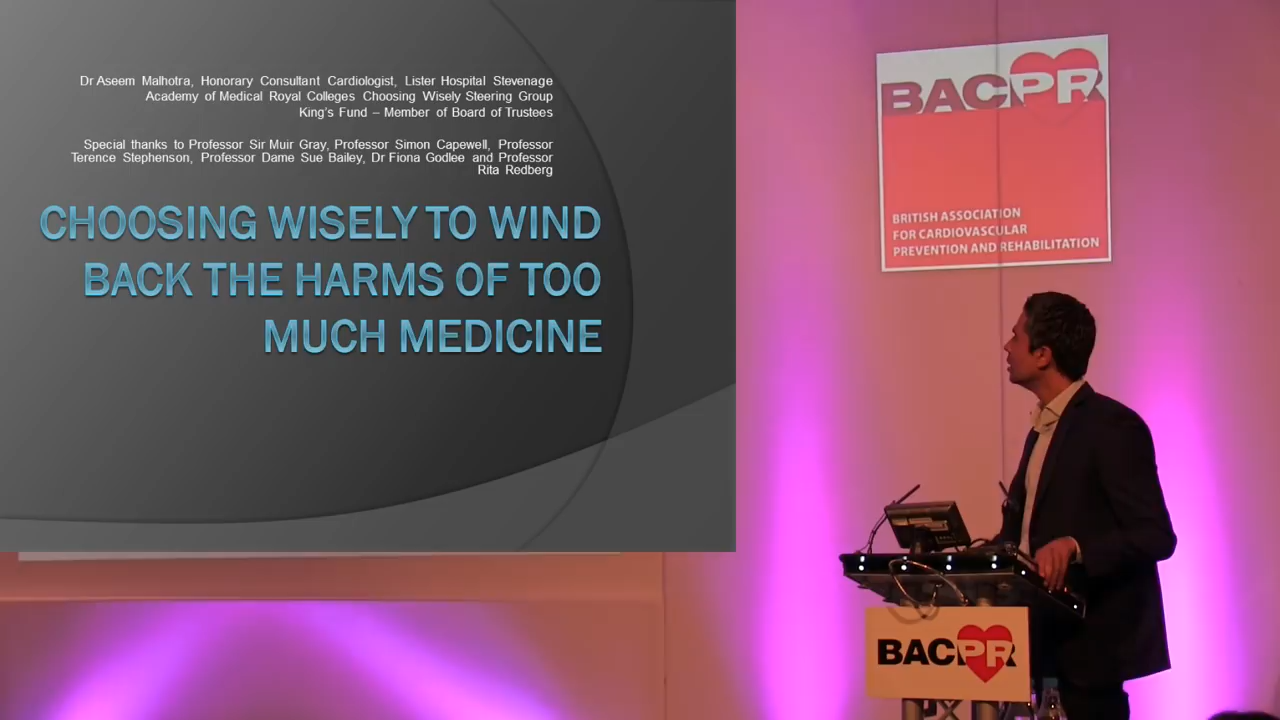 Dr Aseem Malhotra, Honorary Consultant Cardiologist, Lister Hospital Stevenage
Academy of Medical Royal Colleges Choosing Wisely Steering Group
King's Fund – Member of Board of Trustees
Special thanks to Professor Sir Muir Gray, Professor Simon Capewell, Professor
Terence Stephenson, Professor Dame Sue Bailey, Dr Fiona Godlee and Professor
Rita Redberg
CHOOSING WISELY TO WIND
BACK THE HARMS OF TOO
MUCH MEDICINE
BACPR
BRITISH ASSOCIATION
FOR CARDIOVASCULAR
PREVENTION AND REHABILITATION
BACPR